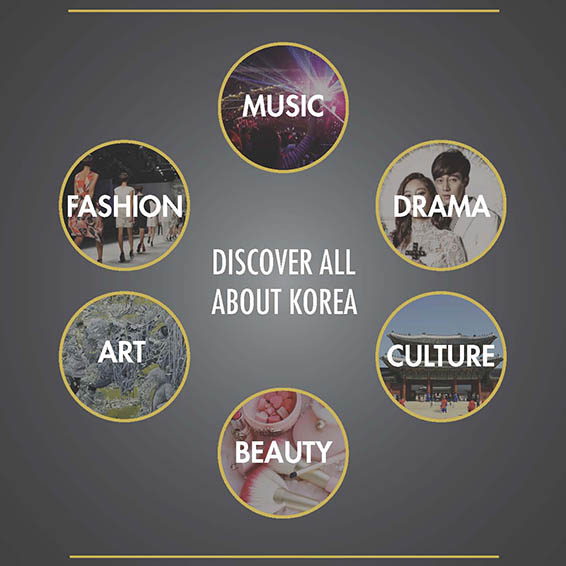 MUSIC
FASHION
DRAMA
DISCOVER ALL
ABOUT KOREA
ART
CULTURE
BEAUTY